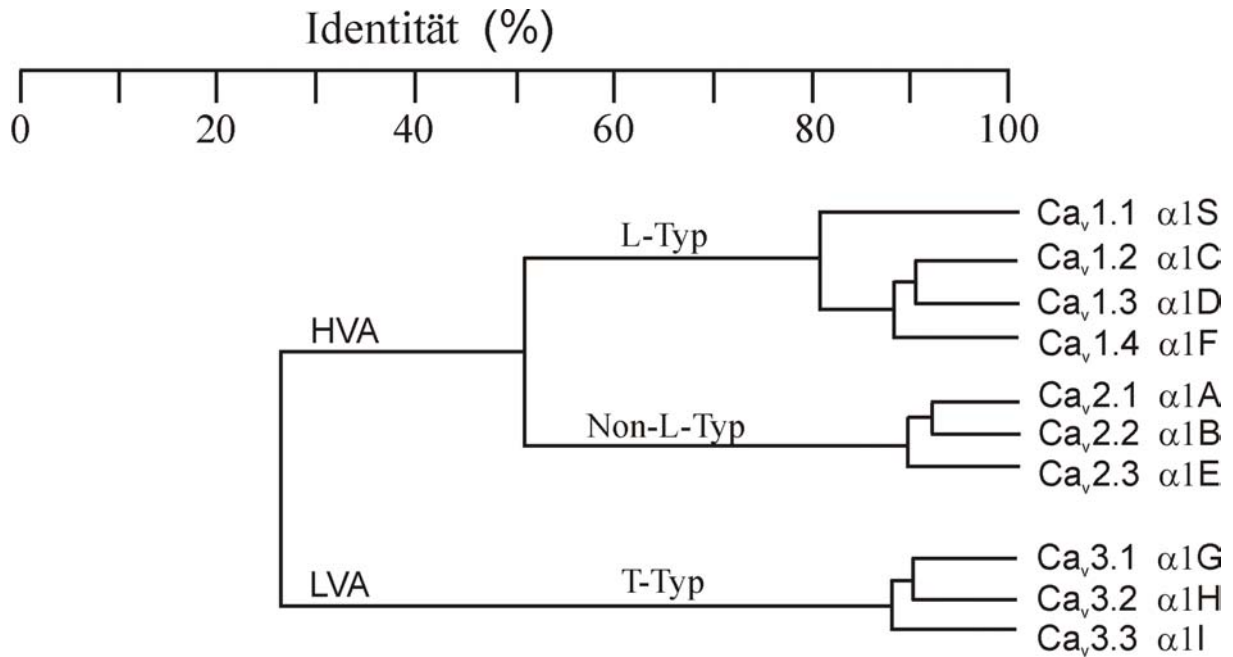 Identität (%)
0 20 40 60 80 100
Cav1.1 α1S
L-Typ
Cav1.2 α1C
Cav1.3 α1D
HVA
Cav1.4 α1F
Cav2.1 α1A
Non-L-Typ
Cav2.2 α1B
Cav2.3 α1E
Cav3.1 α1G
LVA
T-Typ
Cav3.2 α1H
Cav3.3 α1I